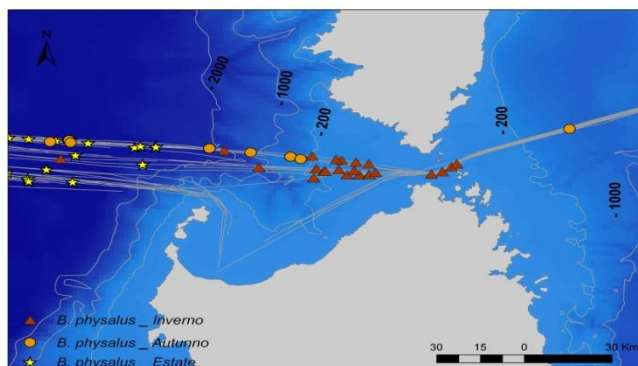 N
-2000
-1000
-200
-200
-1000
B. physalus _ Inverno
B. physalus _ Autunno
B. physalus _ Estate
30 15 0 30 Km